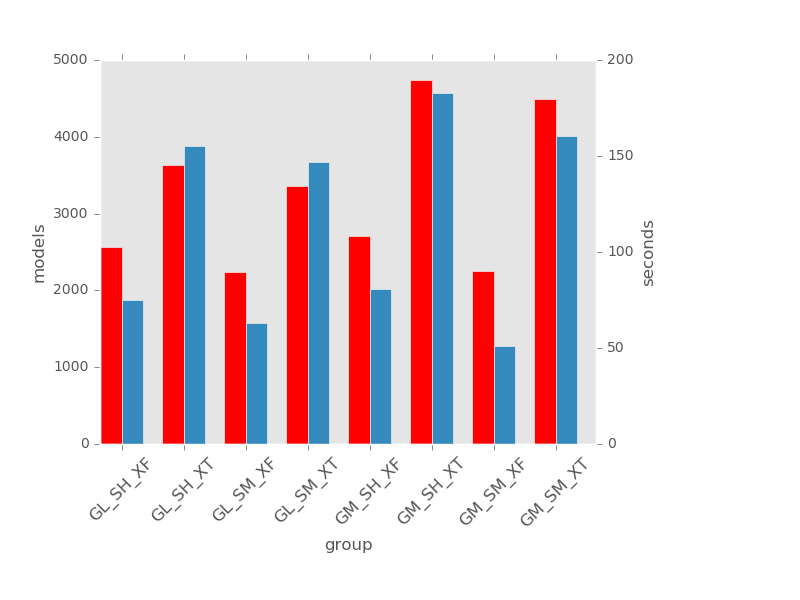 5000
4000
3000
2000
1000
0
models
200
150
100
50
0
seconds
GL_SH_XF
GL_SH_XT
GL_SM_XF
GL_SM_XT
GM_SH_XF
GM_SH_XT
GM_SM_XF
GM_SM_XT
group